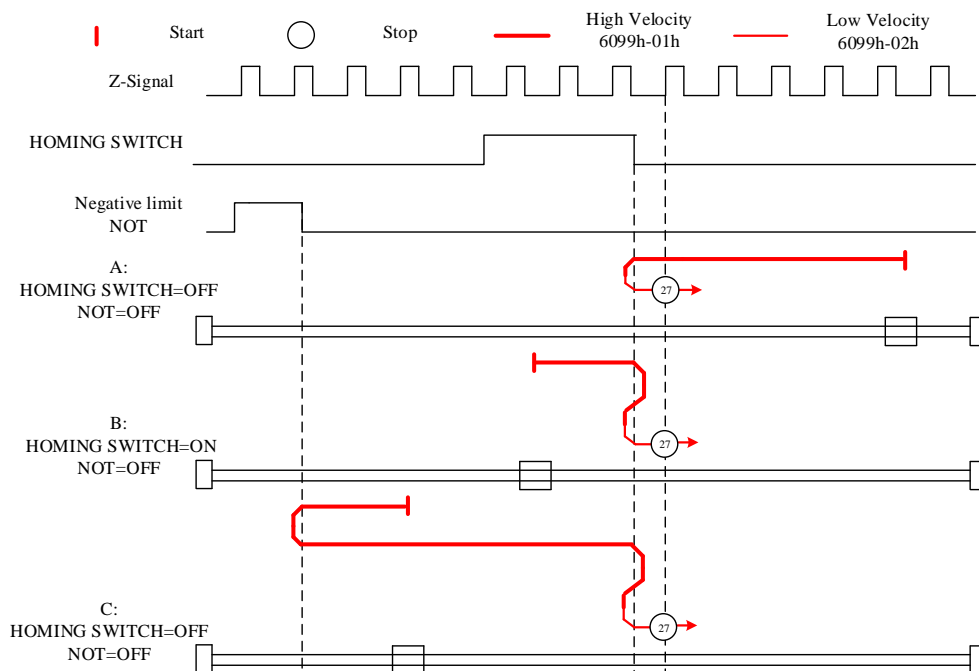 Start
Stop
High Velocity
6099h-01h
Low Velocity
6099h-02h
Z-Signal
HOMING SWITCH
Negative limit
NOT
A:
HOMING SWITCH=OFF
NOT=OFF
27
B:
HOMING SWITCH=ON
NOT=OFF
27
C:
HOMING SWITCH=OFF
NOT=OFF
27